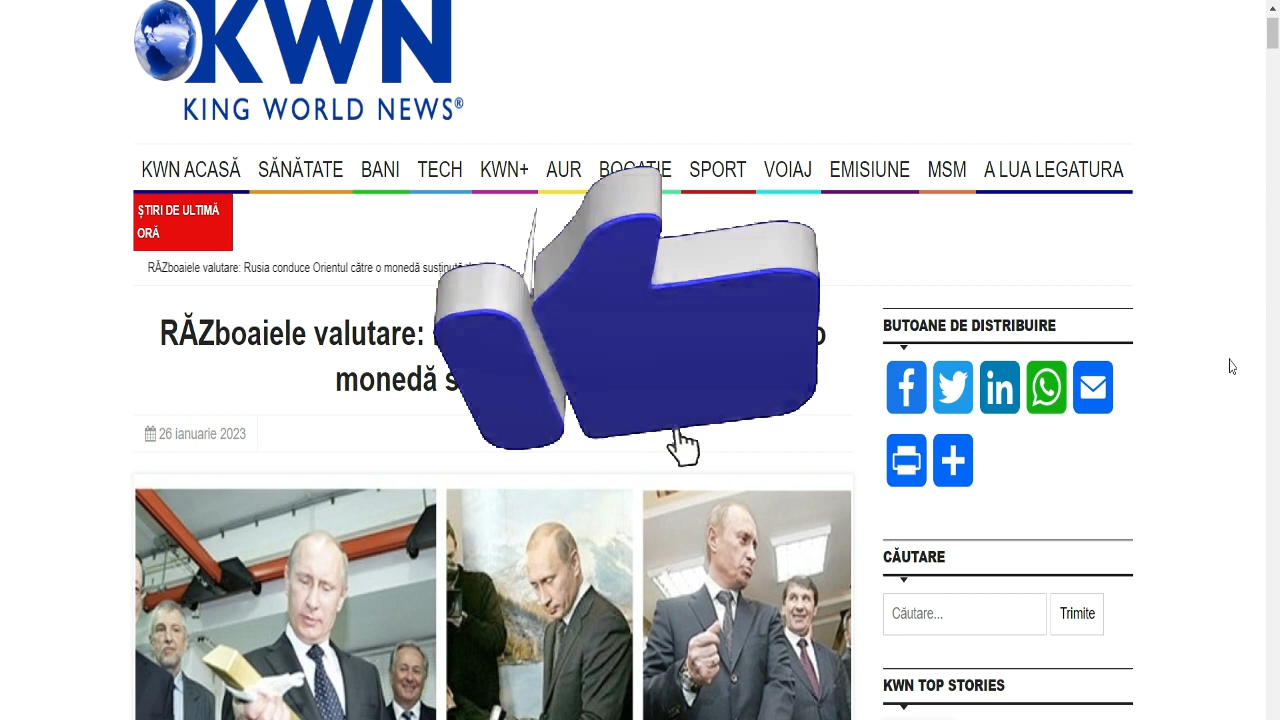 KWN
KING WORLD NEWS®
KWN ACASĂ SĂNĂTATE BANI TECH KWN+ AUR BOGĂȚIE SPORT VOIAJ EMISIUNE MSM A LUA LEGATURA
ȘTIRI DE ULTIMĂ
ORĂ
RĂZboaiele valutare: Rusia conduce Orientul către o monedă susținută
RĂZboaiele valutare:
monedă
26 ianuarie 2023
BUTOANE DE DISTRIBUIRE
CĂUTARE
Căutare... Trimite
KWN TOP STORIES